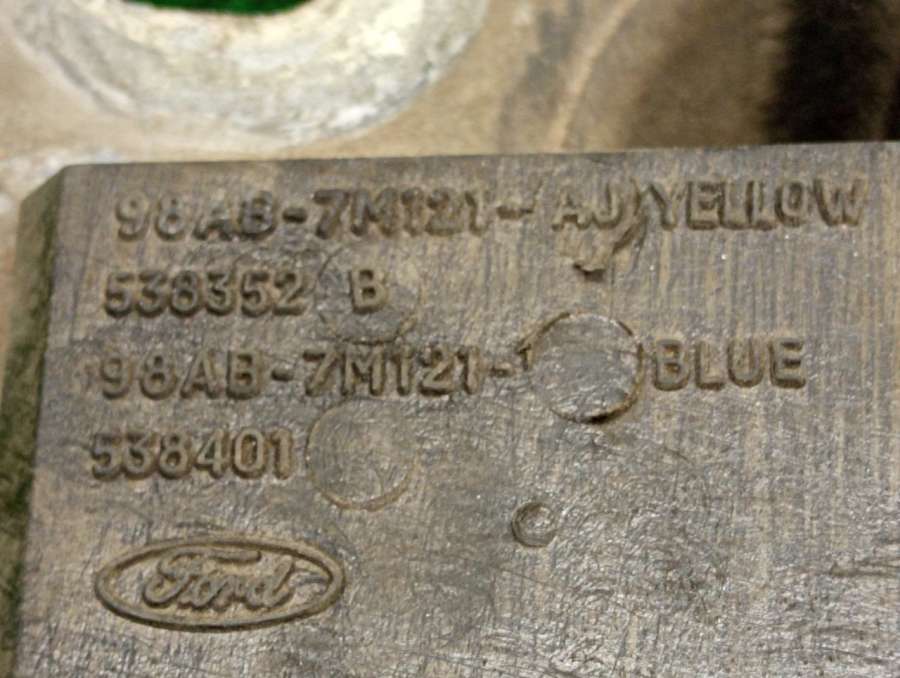 98AB-7M121-AJ YELLOW
538352 B
98AB-7M121- BLUE
538401
Ford